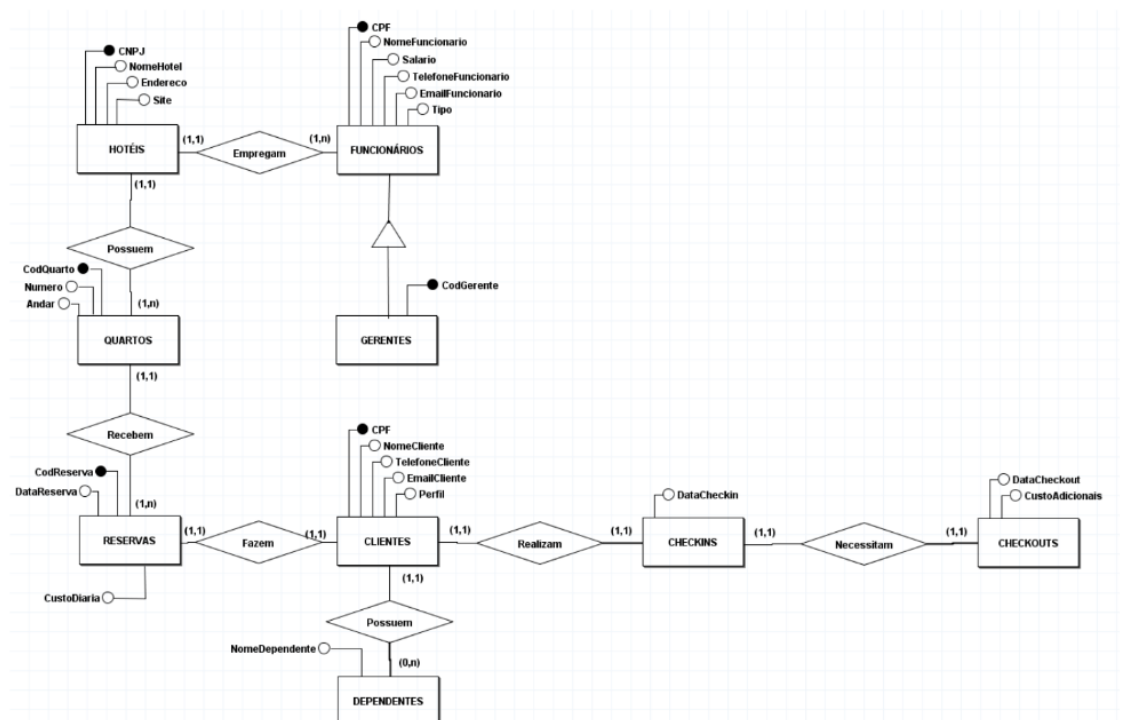 CNPJ
NomeHotel
Endereco
Site
HOTÉIS
(1,1)
Empregam
(1,n)
CPF
NomeFuncionario
Salario
TelefoneFuncionario
EmailFuncionario
Tipo
FUNCIONÁRIOS
(1,1)
Possuem
(1,n)
CodQuarto
Numero
Andar
QUARTOS
CodGerente
GERENTES
(1,1)
Recebem
(1,n)
CodReserva
DataReserva
RESERVAS
CustoDiaria
(1,1)
Fazem
(1,1)
CPF
NomeCliente
TelefoneCliente
EmailCliente
Perfil
CLIENTES
(1,1)
Realizam
(1,1)
DataCheckin
CHECKINS
(1,1)
Necessitam
(1,1)
DataCheckout
CustoAdicionais
CHECKOUTS
(1,1)
Possuem
(0,n)
NomeDependente
DEPENDENTES